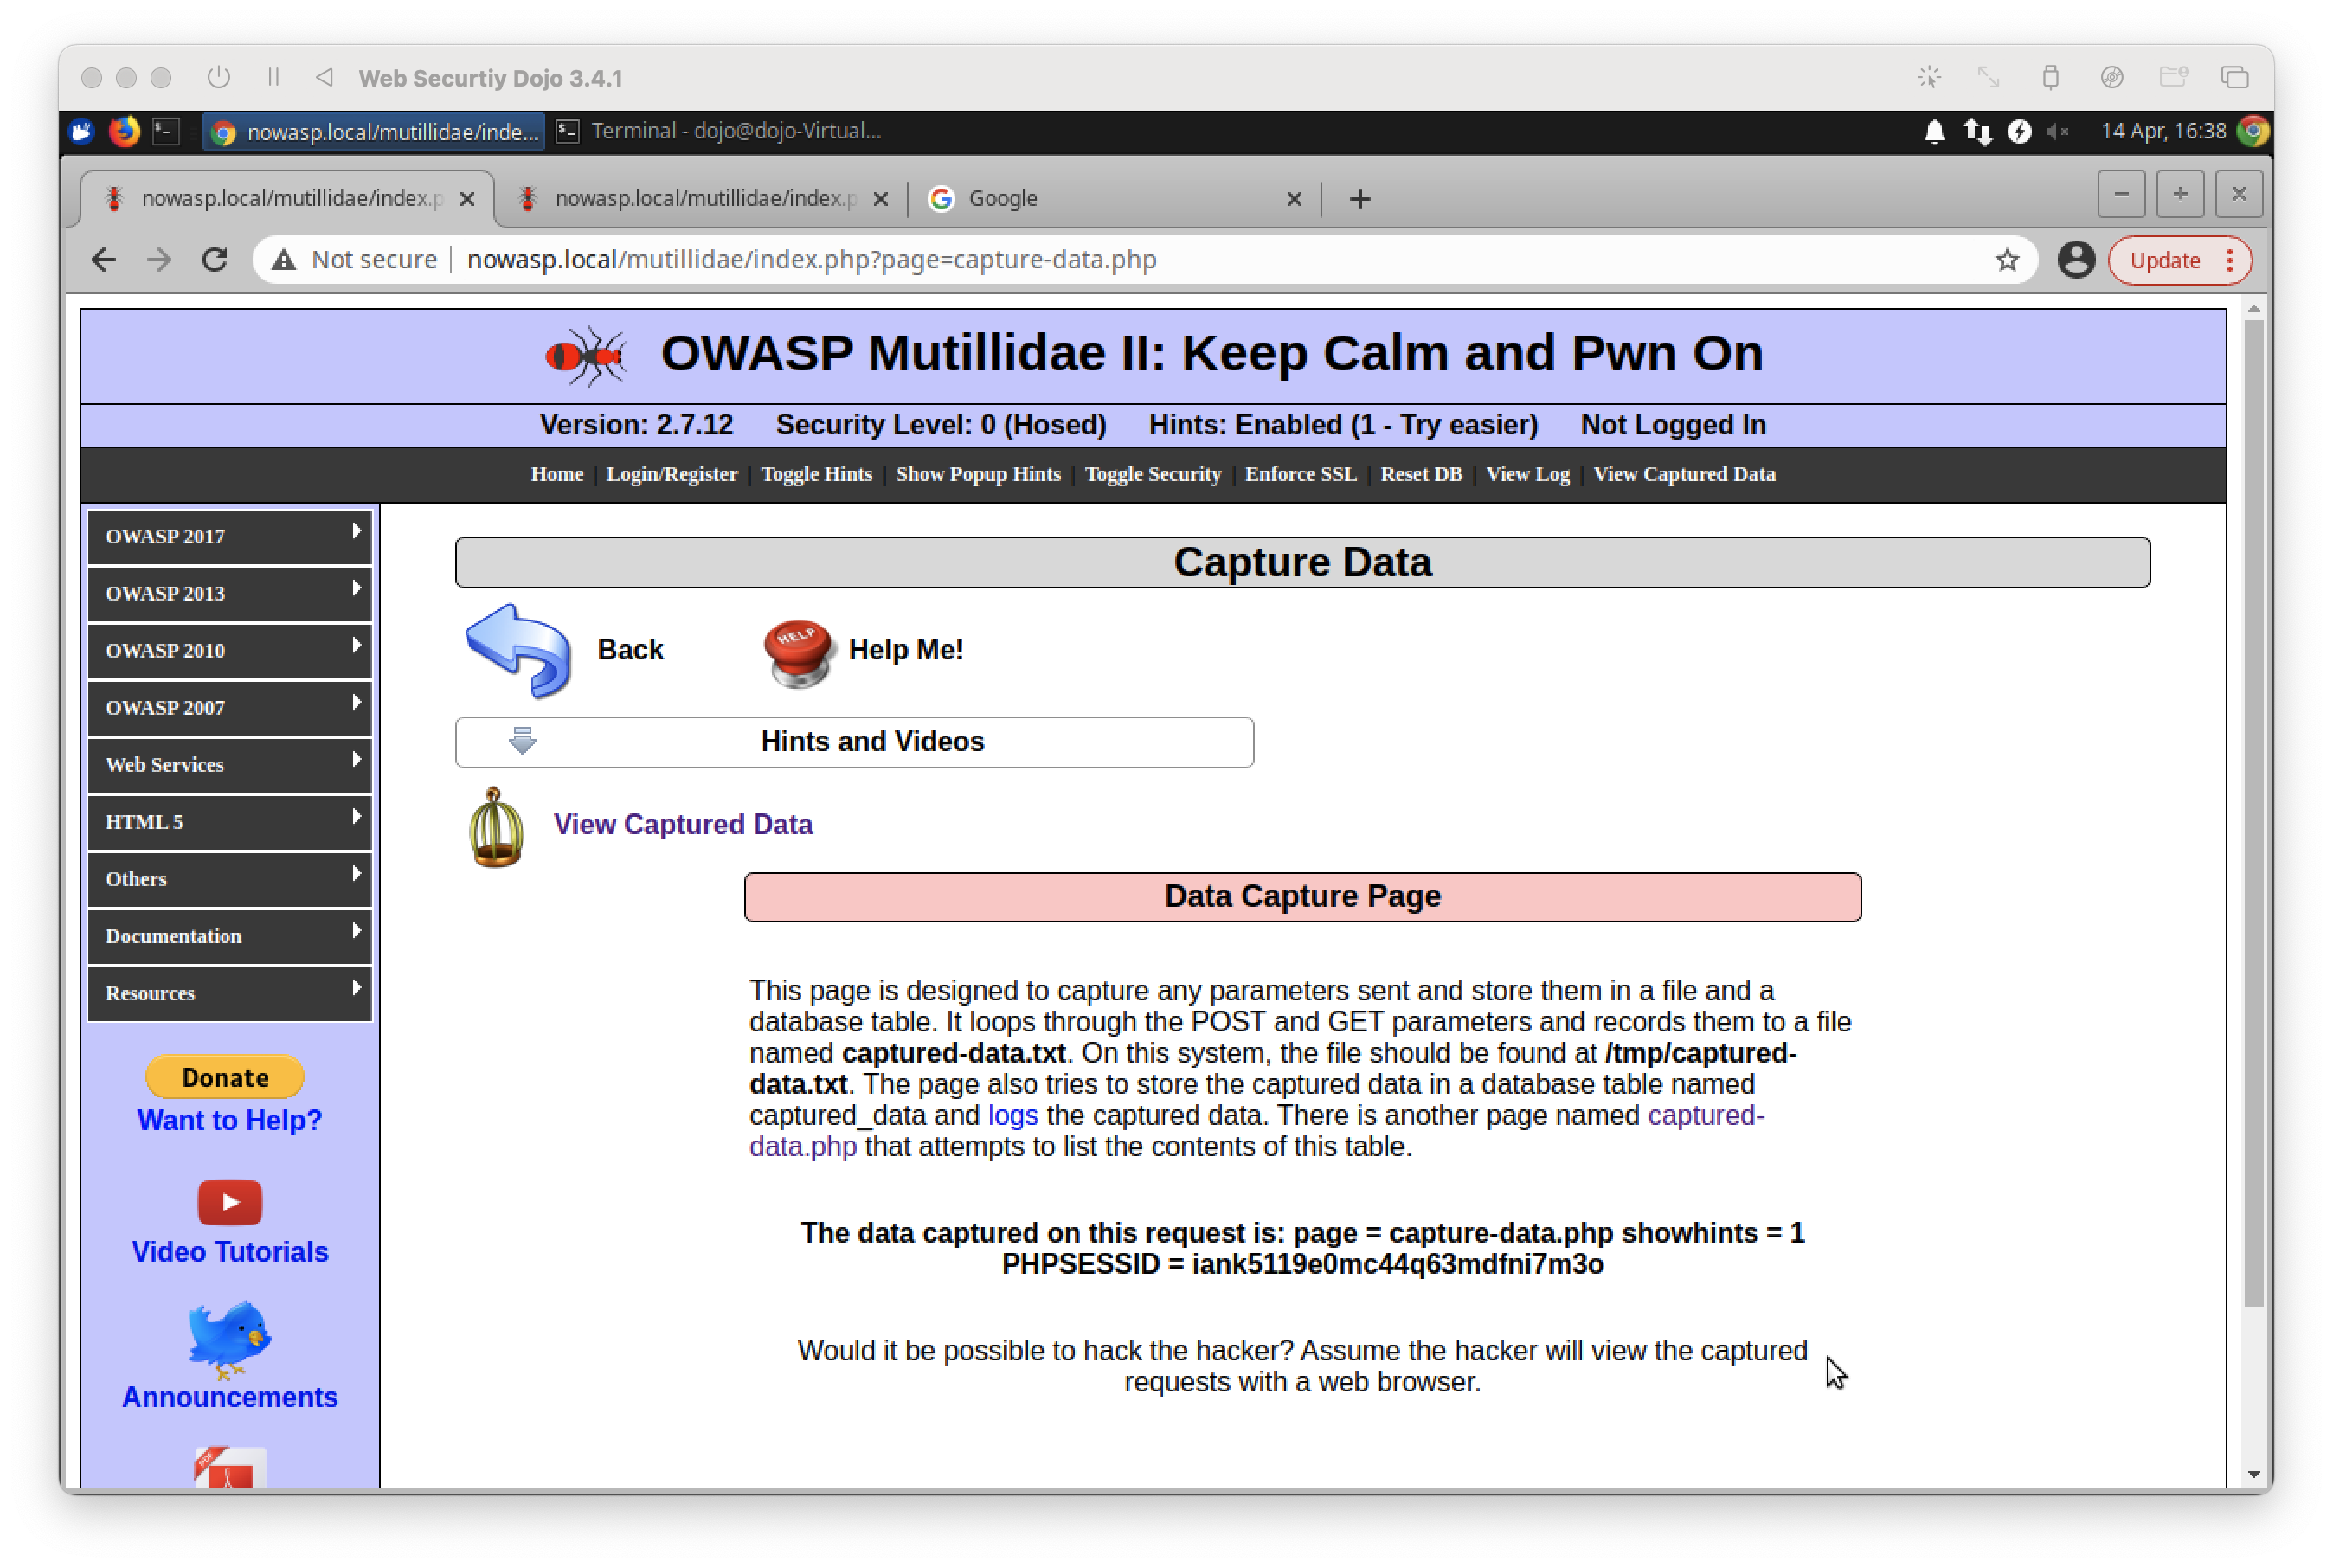 Web Securtiy Dojo 3.4.1
nowasp.local/mutillidae/inde... Terminal - dojo@dojo-Virtual... 14 Apr, 16:38
nowasp.local/mutillidae/index.p nowasp.local/mutillidae/index.p Google
Not secure nowasp.local/mutillidae/index.php?page=capture-data.php Update
OWASP Mutillidae II: Keep Calm and Pwn On
Version: 2.7.12 Security Level: 0 (Hosed) Hints: Enabled (1 - Try easier) Not Logged In
Home | Login/Register | Toggle Hints | Show Popup Hints | Toggle Security | Enforce SSL | Reset DB | View Log | View Captured Data
OWASP 2017
OWASP 2013
OWASP 2010
OWASP 2007
Web Services
HTML 5
Others
Documentation
Resources
Donate
Want to Help?
Video Tutorials
Announcements
PDF
Capture Data
Back
HELP
Help Me!
Hints and Videos
View Captured Data
Data Capture Page
This page is designed to capture any parameters sent and store them in a file and a
database table. It loops through the POST and GET parameters and records them to a file
named captured-data.txt. On this system, the file should be found at /tmp/captured-
data.txt. The page also tries to store the captured data in a database table named
captured_data and logs the captured data. There is another page named captured-
data.php that attempts to list the contents of this table.
The data captured on this request is: page = capture-data.php showhints = 1
PHPSESSID = iank5119e0mc44q63mdfni7m3o
Would it be possible to hack the hacker? Assume the hacker will view the captured
requests with a web browser.